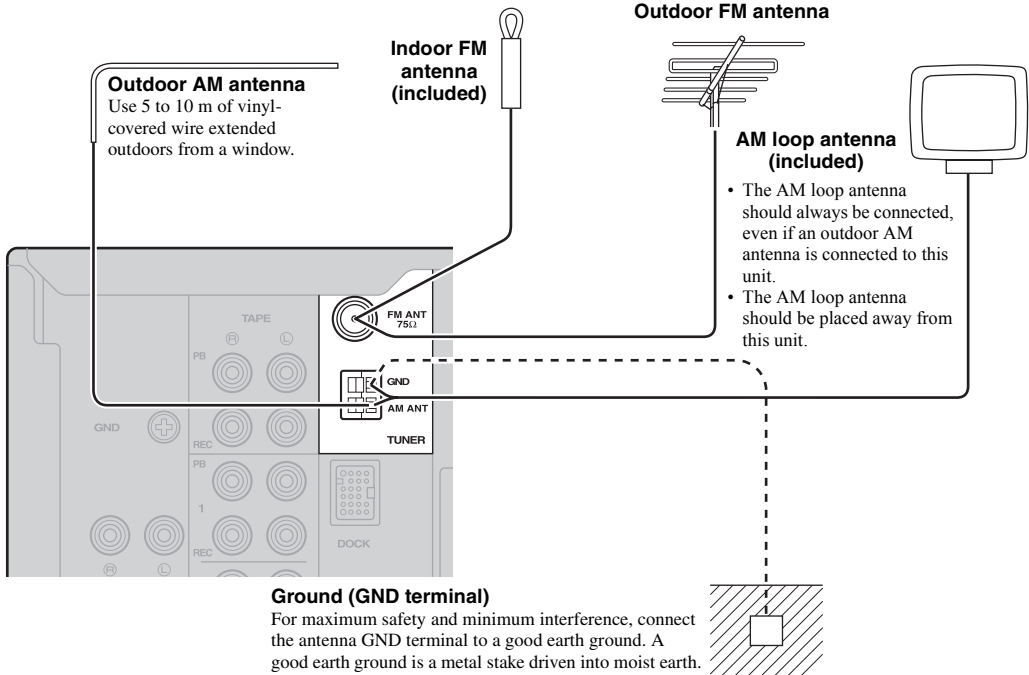 Outdoor FM antenna
Indoor FM
antenna
(included)
Outdoor AM antenna
Use 5 to 10 m of vinyl-
covered wire extended
outdoors from a window.
AM loop antenna
(included)
• The AM loop antenna
should always be connected,
even if an outdoor AM
antenna is connected to this
unit.
• The AM loop antenna
should be placed away from
this unit.
FM ANT
75Ω
TAPE
R L
PB
GND
AM ANT
GND
REC
TUNER
PB
1
REC
DOCK
R L
Ground (GND terminal)
For maximum safety and minimum interference, connect
the antenna GND terminal to a good earth ground. A
good earth ground is a metal stake driven into moist earth.